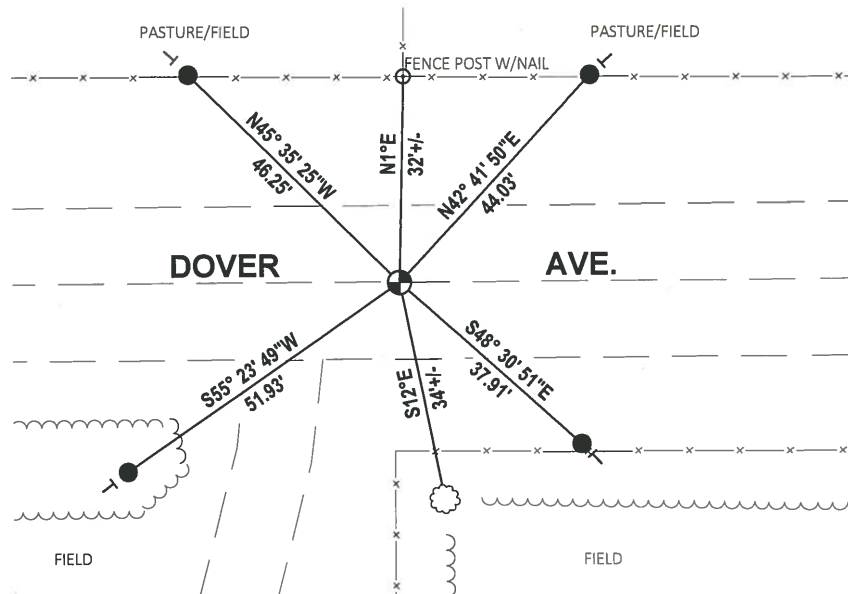 PASTURE/FIELD
PASTURE/FIELD
FENCE POST W/NAIL
N45° 35' 25"W
46.25'
N1°E
32'+/-
N42° 41' 50"E
44.03'
DOVER AVE.
S55° 23' 49"W
51.93'
S12°E
34'+/-
S48° 30' 51"E
37.91'
FIELD
FIELD